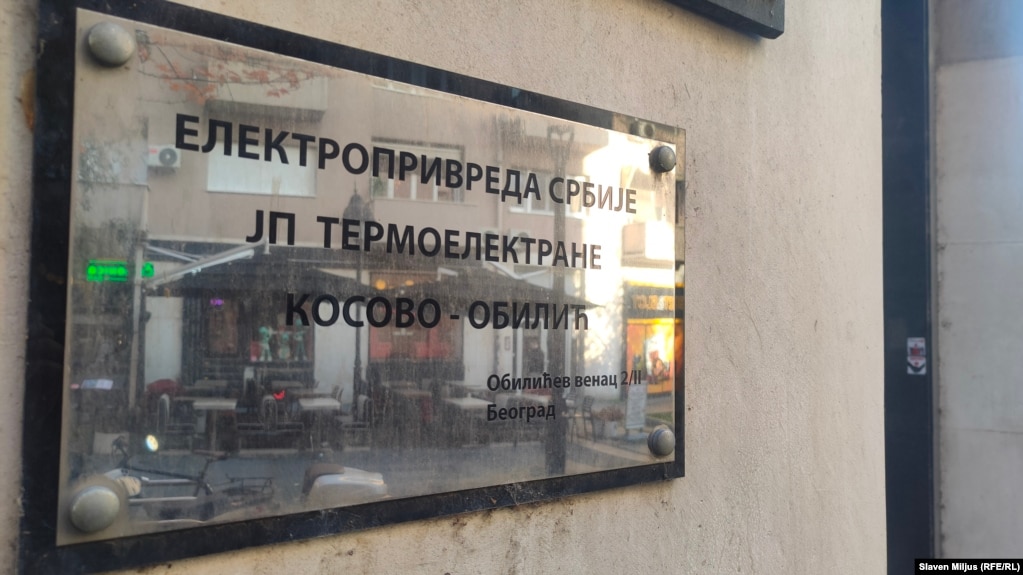 ЕЛЕКТРОПРИВРЕДА СРБИЈЕ
ЈП ТЕРМОЕЛЕКТРАНЕ
КОСОВО - ОБИЛИЋ
Обилићев венац 2/II
Београд
Slaven Miljus (RFE/RL)